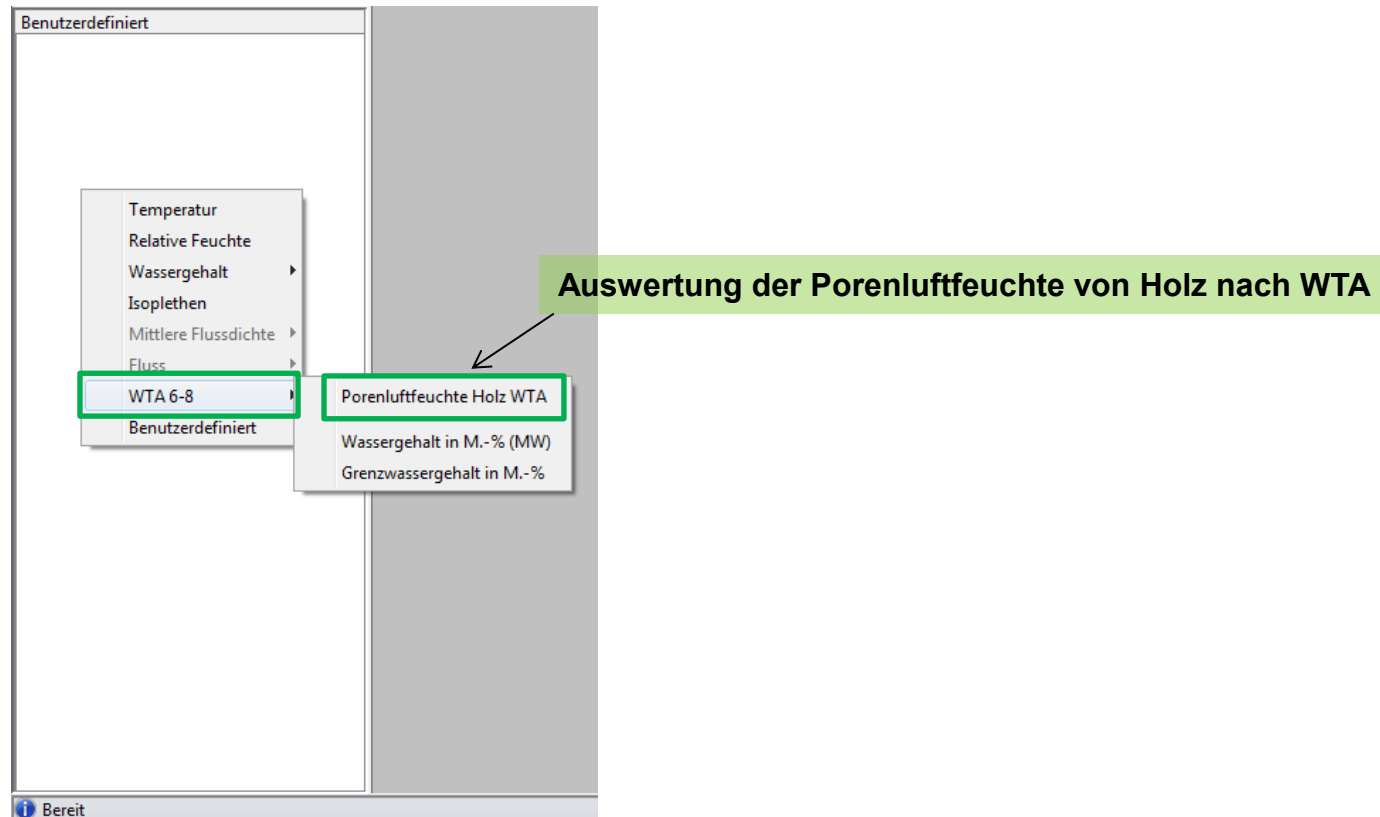 Benutzerdefiniert
Temperatur
Relative Feuchte
Wassergehalt
Isoplethen
Mittlere Flussdichte
Fluss
WTA 6-8
Benutzerdefiniert
Porenluftfeuchte Holz WTA
Wassergehalt in M.-% (MW)
Grenzwassergehalt in M.-%
Auswertung der Porenluftfeuchte von Holz nach WTA
Bereit